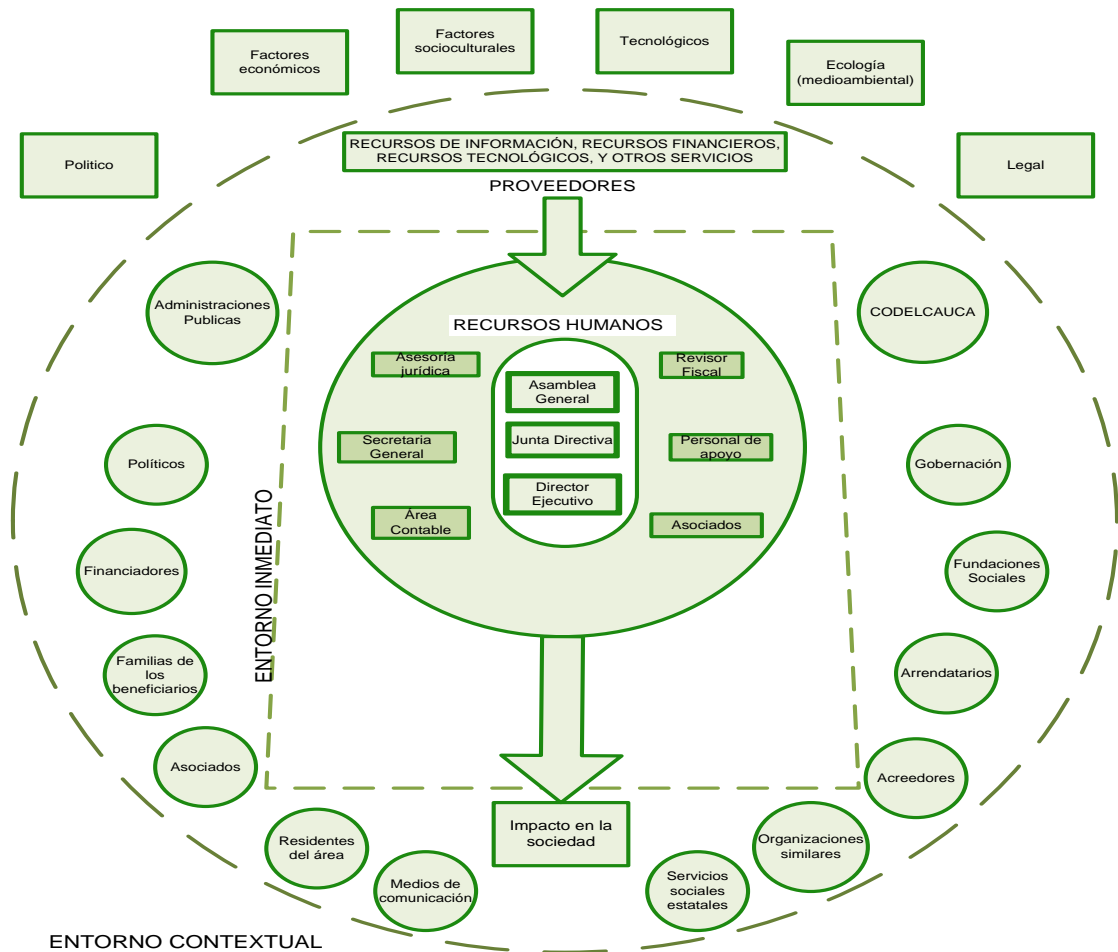 Factores
económicos
Factores
socioculturales
Tecnológicos
Ecología
(medioambiental)
Politico
Legal
RECURSOS DE INFORMACIÓN, RECURSOS FINANCIEROS,
RECURSOS TECNOLÓGICOS, Y OTROS SERVICIOS
PROVEEDORES
Administraciones
Publicas
CODELCAUCA
RECURSOS HUMANOS
Asesoría
jurídica
Revisor
Fiscal
Asamblea
General
Secretaria
General
Junta Directiva
Personal de
apoyo
Director
Ejecutivo
Área
Contable
Asociados
Políticos
Gobernación
ENTORNO INMEDIATO
Financiadores
Fundaciones
Sociales
Familias de
los
beneficiarios
Arrendatarios
Asociados
Acreedores
Impacto en la
sociedad
Residentes
del área
Organizaciones
similares
Medios de
comunicación
Servicios
sociales
estatales
ENTORNO CONTEXTUAL